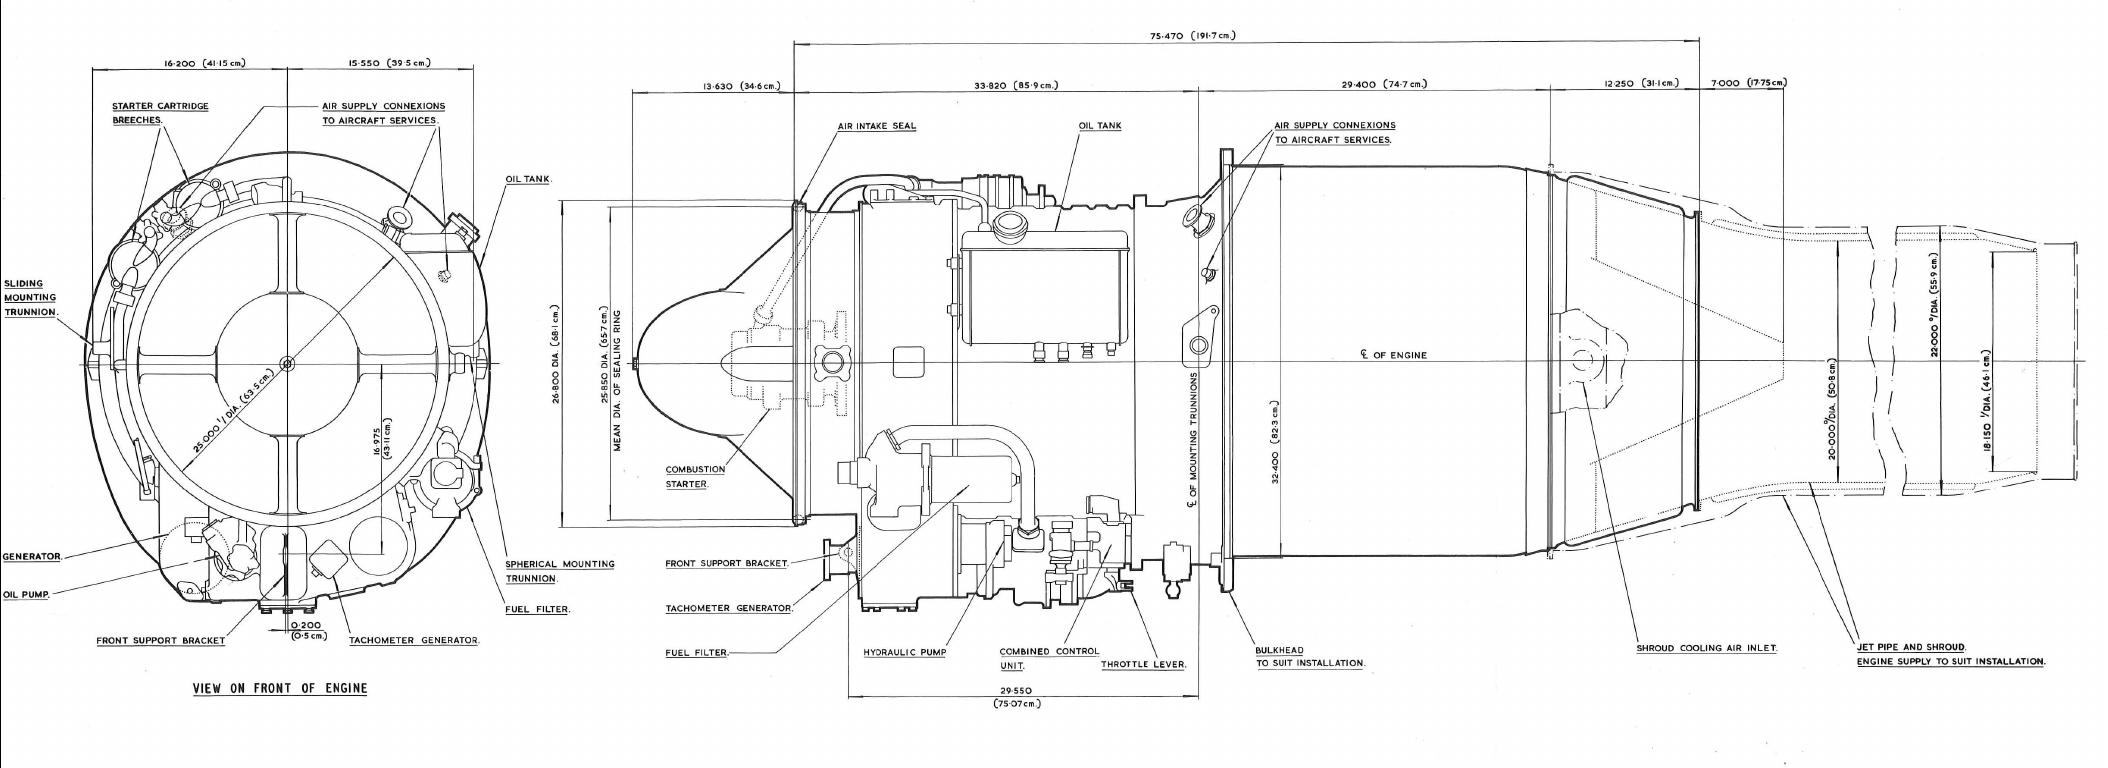 75·470 (191·7cm.)
16·200 (41·15 cm.)
15·550 (39·5 cm.)
13·630 (34·6 cm.)
33·820 (85·9 cm.)
29·400 (74·7 cm.)
12·250 (31·1 cm.)
7·000 (17·75 cm.)
STARTER CARTRIDGE
BREECHES.
AIR SUPPLY CONNEXIONS
TO AIRCRAFT SERVICES.
OIL TANK.
SLIDING
MOUNTING
TRUNNION.
25·000 I/DIA. (63·5 cm.)
16·975
(43·11 cm.)
GENERATOR.
OIL PUMP.
FRONT SUPPORT BRACKET
0·200
(0·5 cm.)
TACHOMETER GENERATOR.
SPHERICAL MOUNTING
TRUNNION.
FUEL FILTER.
VIEW ON FRONT OF ENGINE
AIR INTAKE SEAL
OIL TANK
AIR SUPPLY CONNEXIONS
TO AIRCRAFT SERVICES.
26·800 DIA. (68·1 cm.)
25·850 DIA. (65·7 cm.)
MEAN DIA. OF SEALING RING
COMBUSTION
STARTER.
FRONT SUPPORT BRACKET.
TACHOMETER GENERATOR.
FUEL FILTER.
HYDRAULIC PUMP
COMBINED CONTROL
UNIT.
THROTTLE LEVER.
29·550
(75·07cm.)
℄ OF MOUNTING TRUNNIONS
32·400 (82·3 cm.)
℄ OF ENGINE
BULKHEAD
TO SUIT INSTALLATION.
SHROUD COOLING AIR INLET.
20·000 O/DIA. (50·8 cm.)
22·000 O/DIA. (55·9 cm.)
18·150 I/DIA. (46·1 cm.)
JET PIPE AND SHROUD.
ENGINE SUPPLY TO SUIT INSTALLATION.